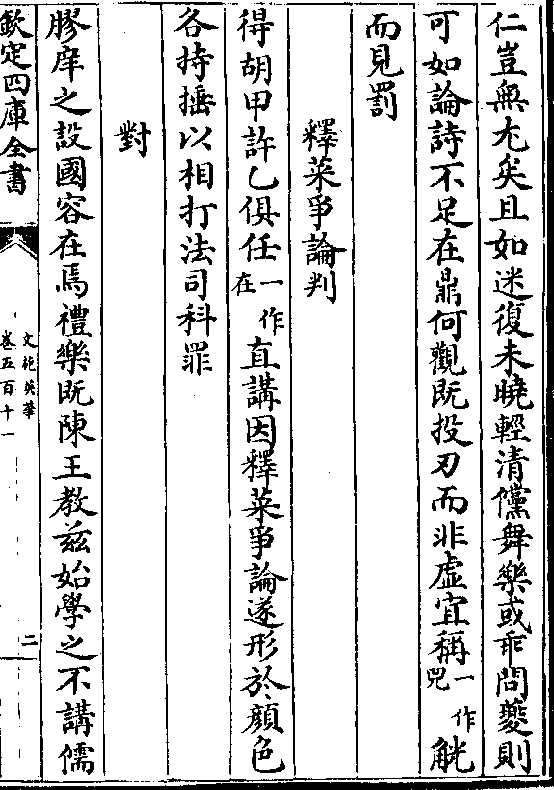 仁豈無尤矣且如迷復未曉輕清儻舞樂或乖問夔則
可如論詩不足在鼎何觀既投刃而非虚宜稱一作兕觥
而見罰
釋菜爭論判
得胡甲許乙俱任一作在直講因釋菜爭論遂形於顔色
各持捶以相打法司科罪
對
膠庠之設國容在焉禮樂既陳王教兹始學之不講儒
欽定四庫全書
文苑英華
卷五百十一
二